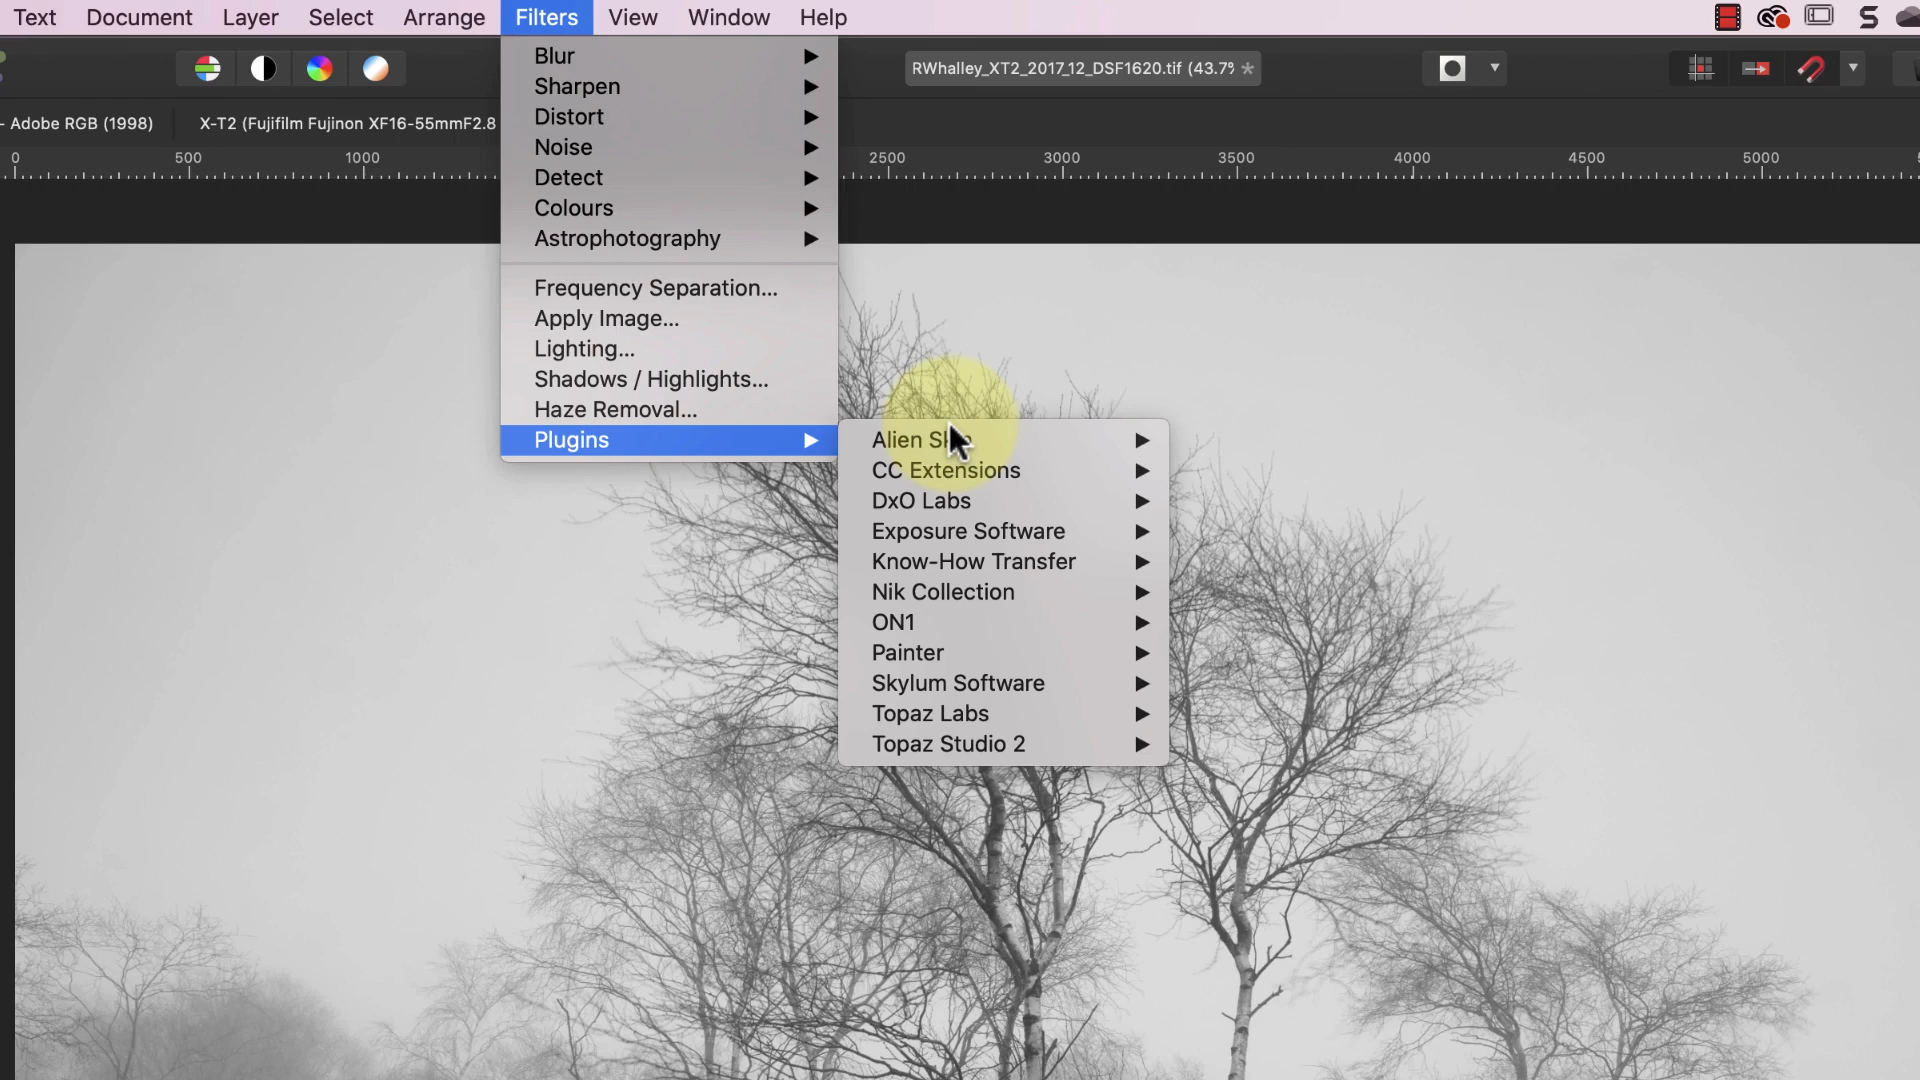 Text Document Layer Select Arrange Filters View Window Help
RWhalley_XT2_2017_12_DSF1620.tif (43.7% *
- Adobe RGB (1998) X-T2 (Fujifilm Fujinon XF16-55mmF2.8
0 500 1000 2500 3000 3500 4000 4500 5000
Blur
Sharpen
Distort
Noise
Detect
Colours
Astrophotography
Frequency Separation...
Apply Image...
Lighting...
Shadows / Highlights...
Haze Removal...
Plugins
Alien Skin
CC Extensions
DxO Labs
Exposure Software
Know-How Transfer
Nik Collection
ON1
Painter
Skylum Software
Topaz Labs
Topaz Studio 2